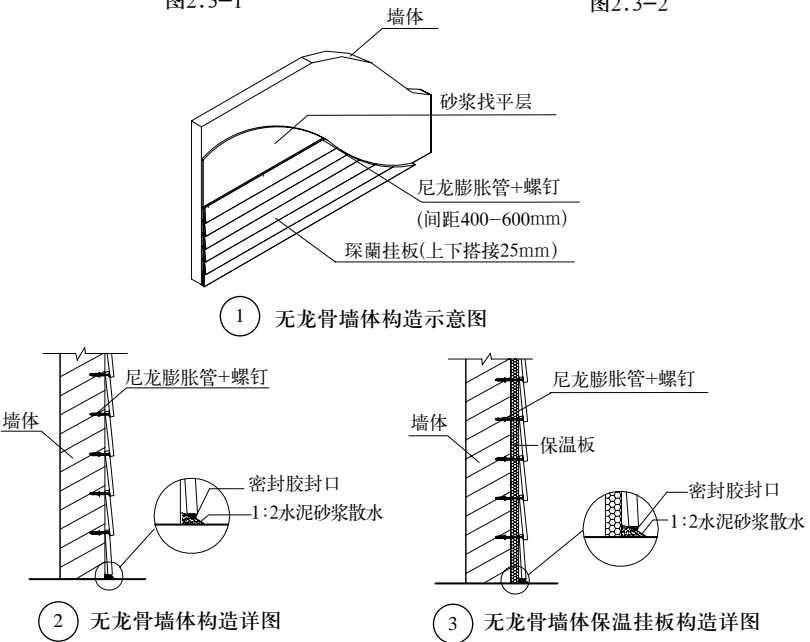 图2.3-1
图2.3-2
墙体
砂浆找平层
尼龙膨胀管+螺钉
(间距400-600mm)
琛蘭挂板(上下搭接25mm)
1 无龙骨墙体构造示意图
尼龙膨胀管+螺钉
墙体
密封胶封口
1:2水泥砂浆散水
2 无龙骨墙体构造详图
尼龙膨胀管+螺钉
墙体
保温板
密封胶封口
1:2水泥砂浆散水
3 无龙骨墙体保温挂板构造详图